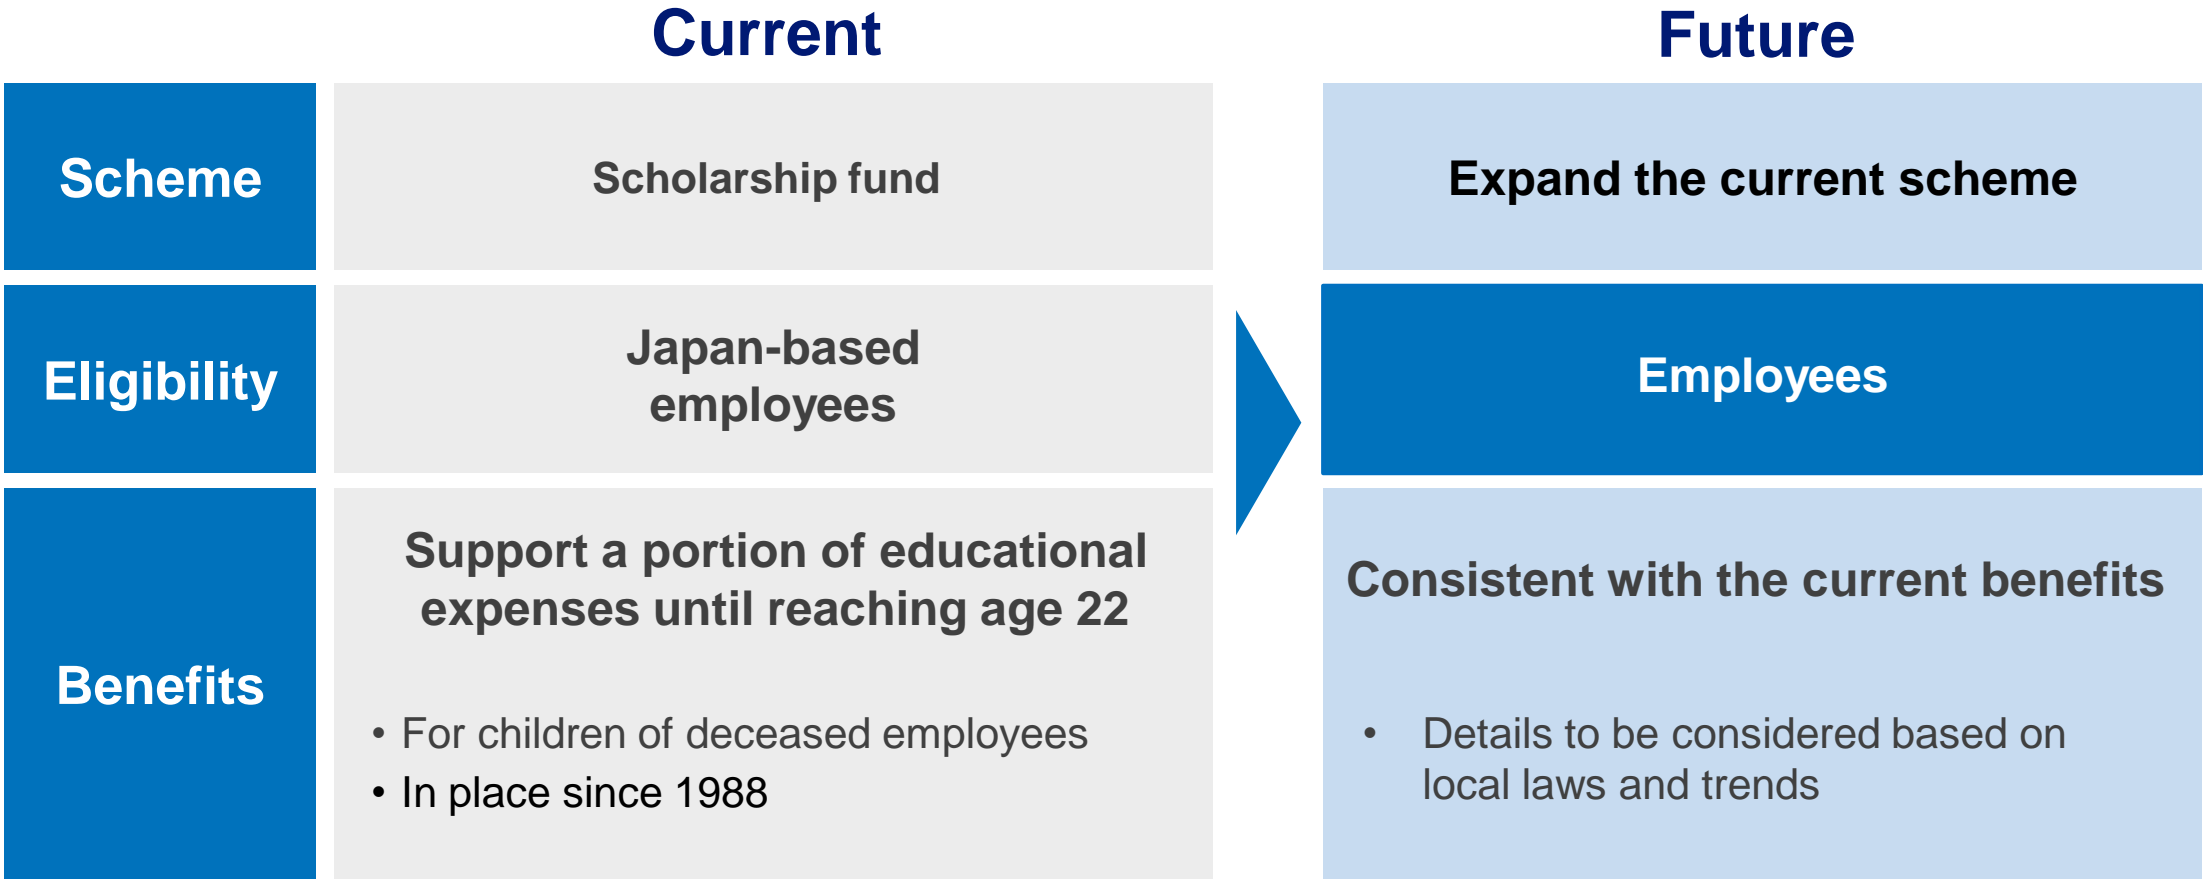 Current
Future
Scheme
Scholarship fund
Expand the current scheme
Eligibility
Japan-based
employees
Employees
Benefits
Support a portion of educational
expenses until reaching age 22
• For children of deceased employees
• In place since 1988
Consistent with the current benefits
• Details to be considered based on
local laws and trends